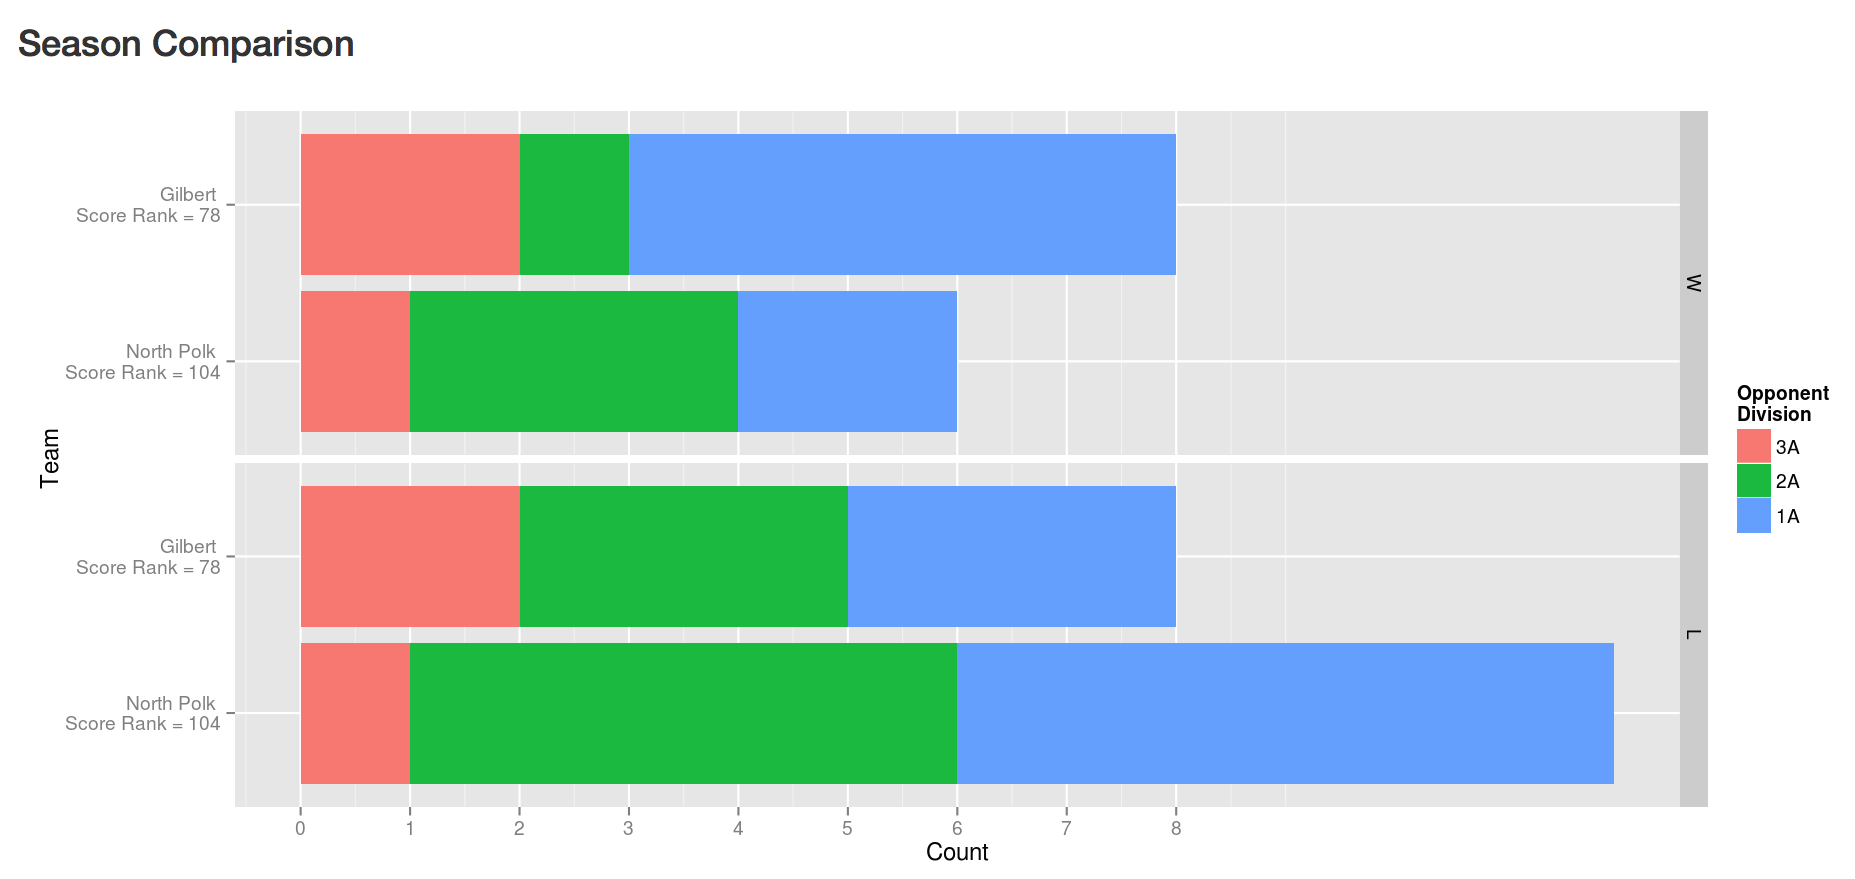 Season Comparison
Gilbert
Score Rank = 78
North Polk
Score Rank = 104
W
Team
Gilbert
Score Rank = 78
North Polk
Score Rank = 104
L
0 1 2 3 4 5 6 7 8
Count
Opponent
Division
3A
2A
1A